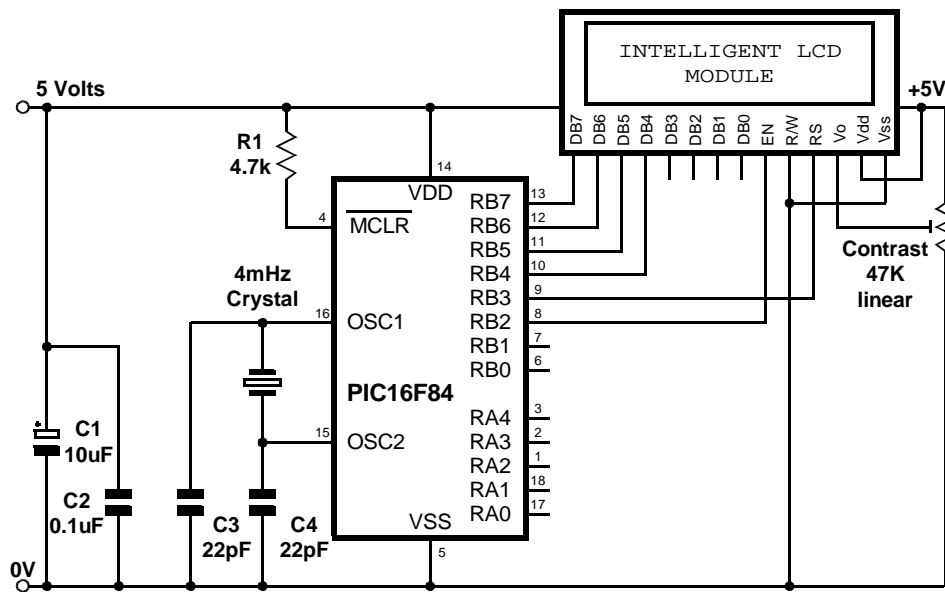 INTELLIGENT LCD
MODULE
5 Volts
+5V
DB7
DB6
DB5
DB4
DB3
DB2
DB1
DB0
EN
R/W
RS
Vo
Vdd
Vss
R1
4.7k
14
VDD
4
MCLR
RB7
13
RB6
12
RB5
11
RB4
10
RB3
9
RB2
8
RB1
7
RB0
6
Contrast
47K
linear
4mHz
Crystal
16
OSC1
PIC16F84
15
OSC2
RA4
3
RA3
2
RA2
1
RA1
18
RA0
17
+
C1
10uF
C2
0.1uF
C3
22pF
C4
22pF
VSS
5
0V